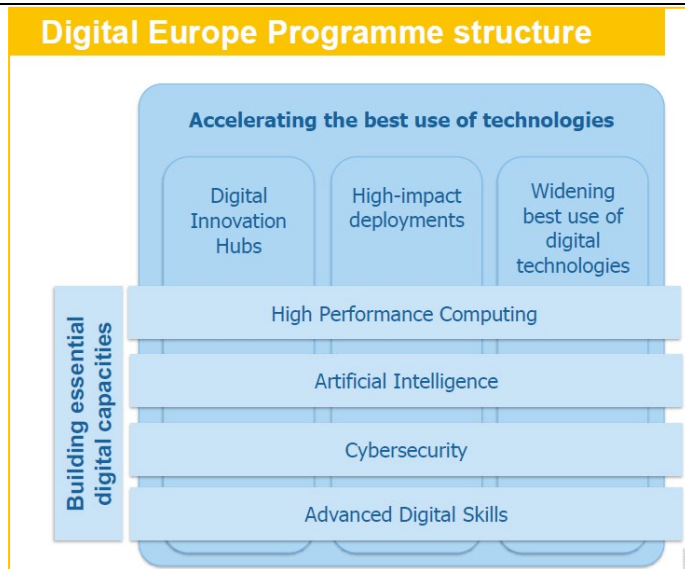 Digital Europe Programme structure
Accelerating the best use of technologies
Digital
Innovation
Hubs
High-impact
deployments
Widening
best use of
digital
technologies
Building essential
digital capacities
High Performance Computing
Artificial Intelligence
Cybersecurity
Advanced Digital Skills